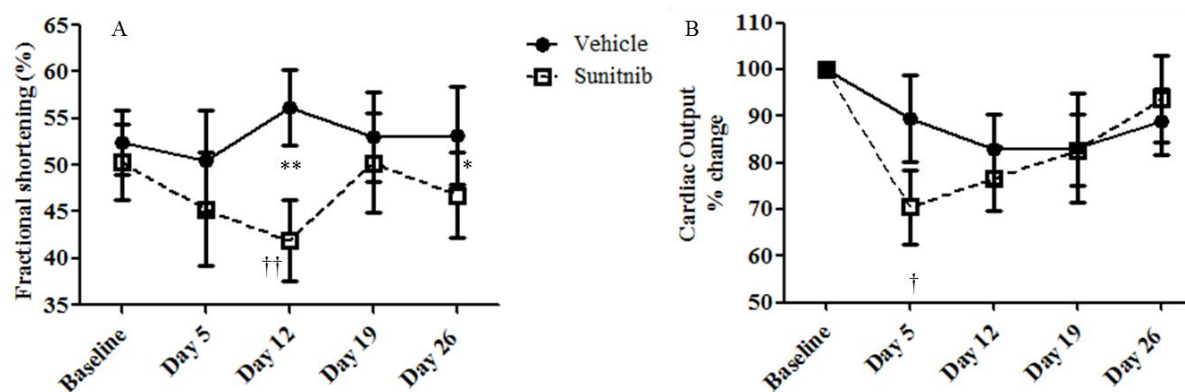 A
Fractional shortening (%)
65
60
55
50
45
40
35
**
*
††
Baseline
Day 5
Day 12
Day 19
Day 26
Vehicle
Sunitnib
B
Cardiac Output
% change
110
100
90
80
70
60
50
†
Baseline
Day 5
Day 12
Day 19
Day 26